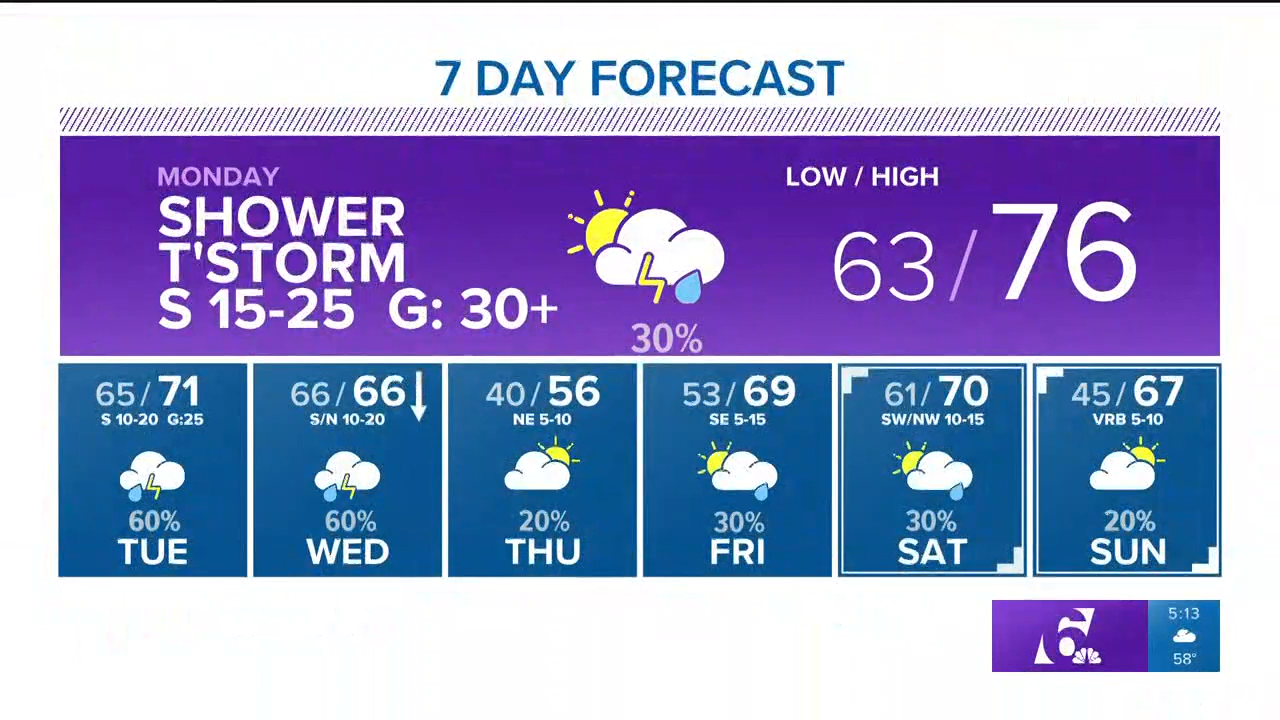 7 DAY FORECAST
MONDAY
SHOWER
T'STORM
S 15-25 G: 30+
30%
LOW / HIGH
63/76
65/71
S 10-20 G:25
60%
TUE
66/66
S/N 10-20
60%
WED
40/56
NE 5-10
20%
THU
53/69
SE 5-15
30%
FRI
61/70
SW/NW 10-15
30%
SAT
45/67
VRB 5-10
20%
SUN
6
5:13
58°